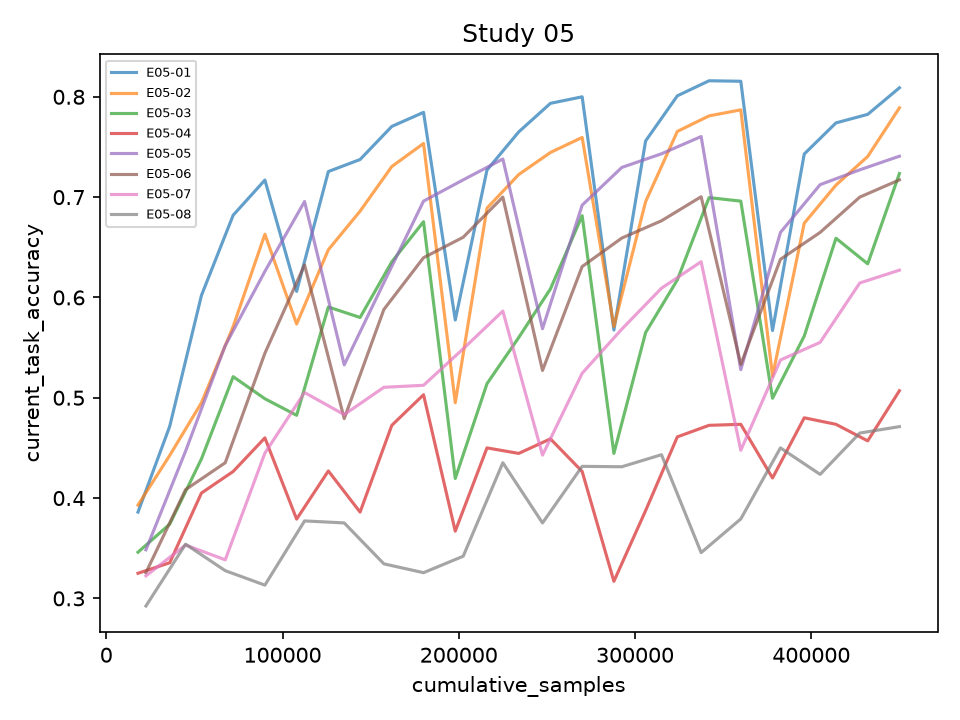 Study 05
E05-01
E05-02
E05-03
E05-04
E05-05
E05-06
E05-07
E05-08
current_task_accuracy
0.8
0.7
0.6
0.5
0.4
0.3
0 100000 200000 300000 400000
cumulative_samples